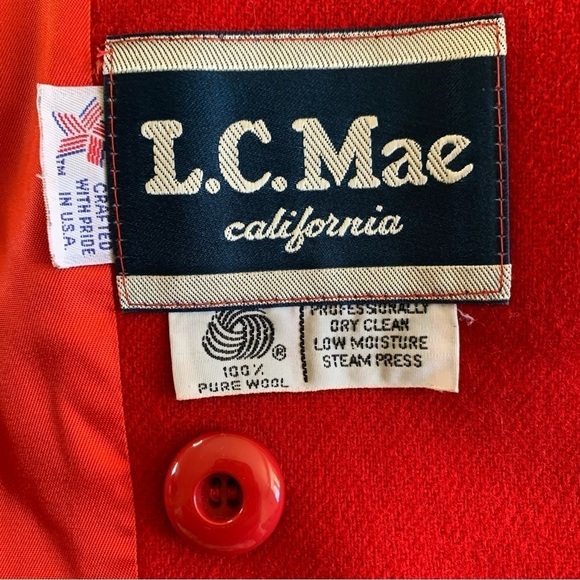 L.C. Mae
california
TM
CRAFTED
WITH PRIDE
IN U.S.A.
®
100%
PURE WOOL
PROFESSIONALLY
DRY CLEAN
LOW MOISTURE
STEAM PRESS